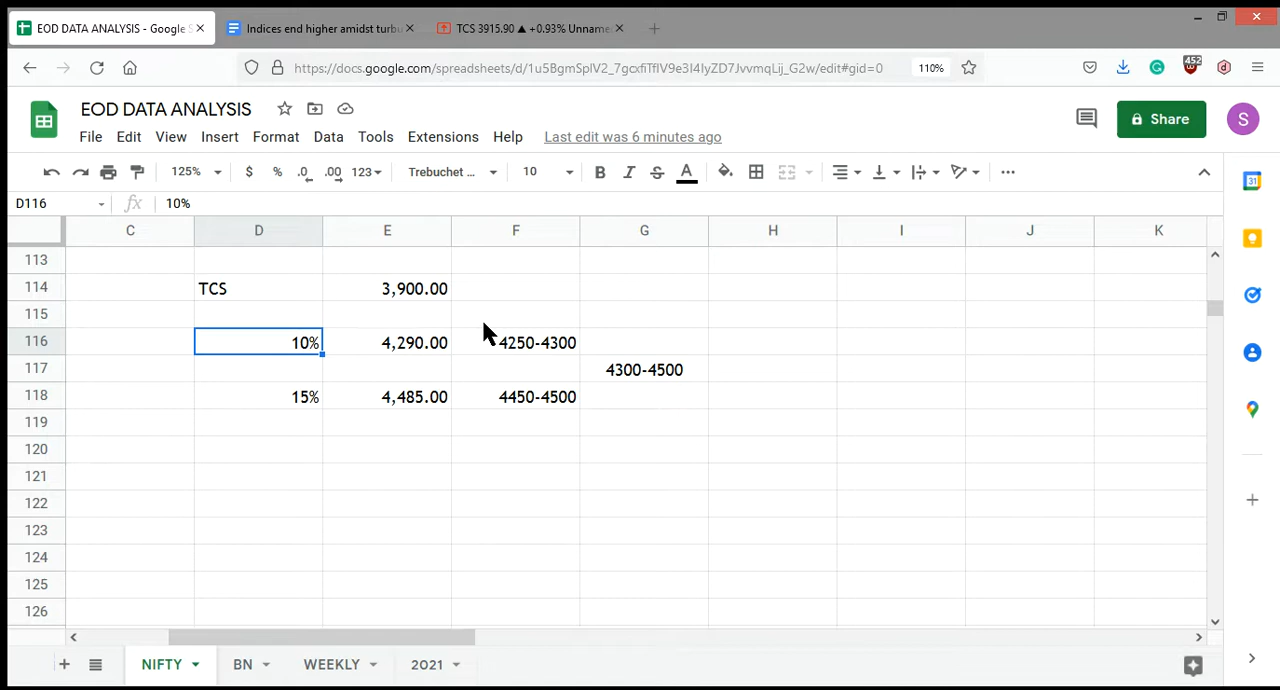 EOD DATA ANALYSIS - Google S
Indices end higher amidst turbu
TCS 3915.90 ▲ +0.93% Unname
https://docs.google.com/spreadsheets/d/1u5BgmSplV2_7gcxfiTflV9e3I4IyZD7JvvmqLij_G2w/edit#gid=0
110%
452
EOD DATA ANALYSIS
File Edit View Insert Format Data Tools Extensions Help Last edit was 6 minutes ago
Share
S
125% $ % .0 .00 123 Trebuchet ... 10 B I S A
31
D116 fx 10%
C D E F G H I J K
113
114 TCS 3,900.00
115
116 10% 4,290.00 4250-4300
117 4300-4500
118 15% 4,485.00 4450-4500
119
120
121
122
123
124
125
126
NIFTY BN WEEKLY 2021